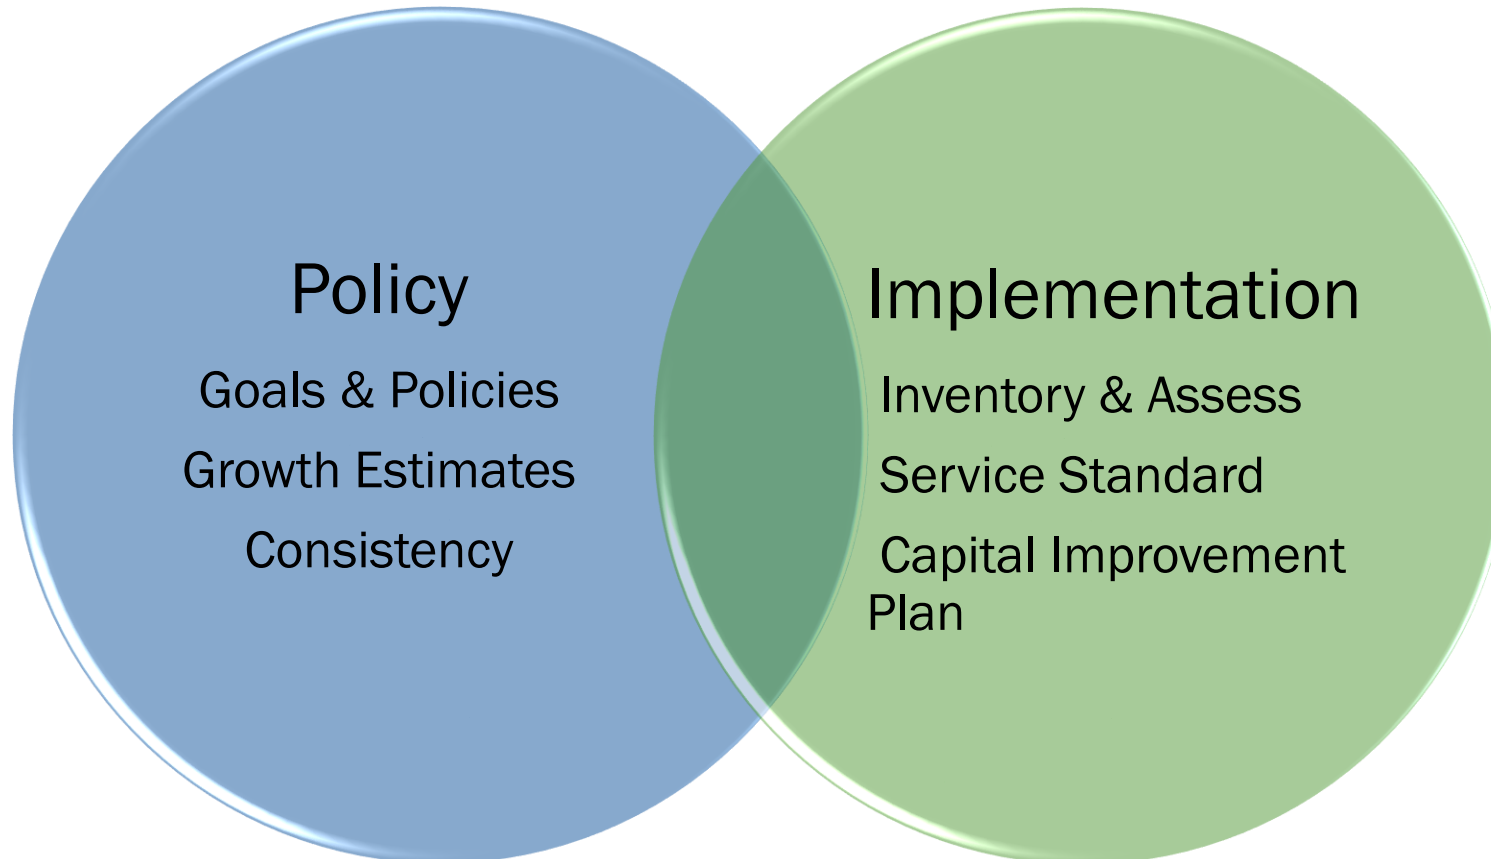 Policy
Goals & Policies
Growth Estimates
Consistency
Implementation
Inventory & Assess
Service Standard
Capital Improvement
Plan